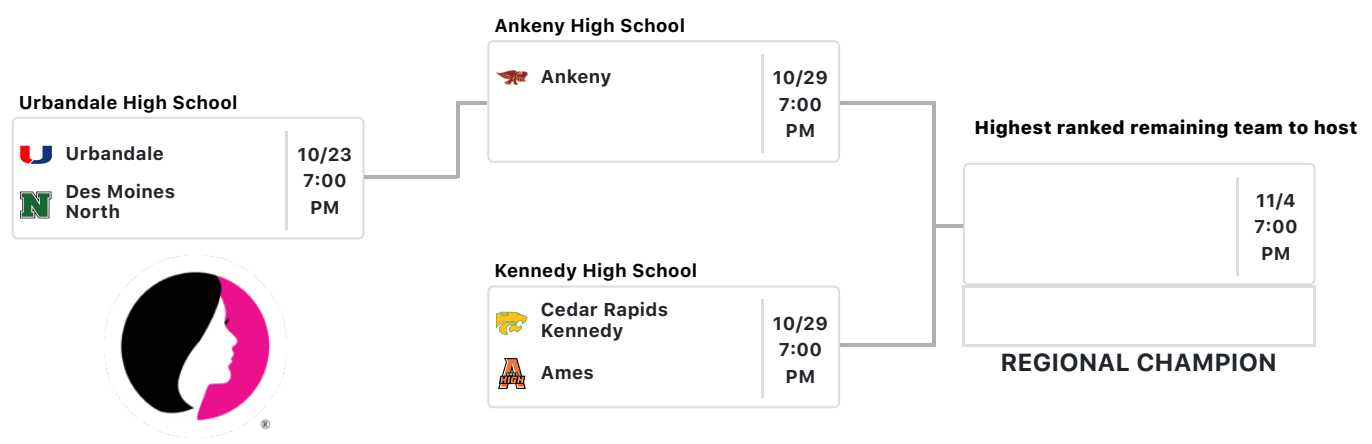 Urbandale High School
Urbandale
Des Moines
North
10/23
7:00
PM
Ankeny High School
Ankeny
10/29
7:00
PM
Kennedy High School
Cedar Rapids
Kennedy
Ames
10/29
7:00
PM
A
HIGH
N
U
®
Highest ranked remaining team to host
11/4
7:00
PM
REGIONAL CHAMPION